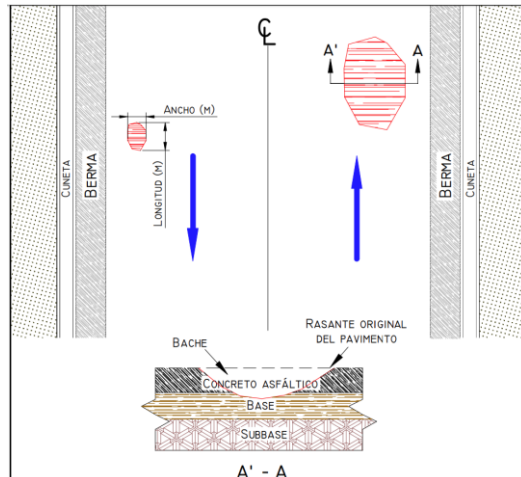 ℄
A'
A
ANCHO (M)
LONGITUD (M)
CUNETA
BERMA
BERMA
CUNETA
BACHE
RASANTE ORIGINAL
DEL PAVIMENTO
CONCRETO ASFÁLTICO
BASE
SUBBASE
A' - A